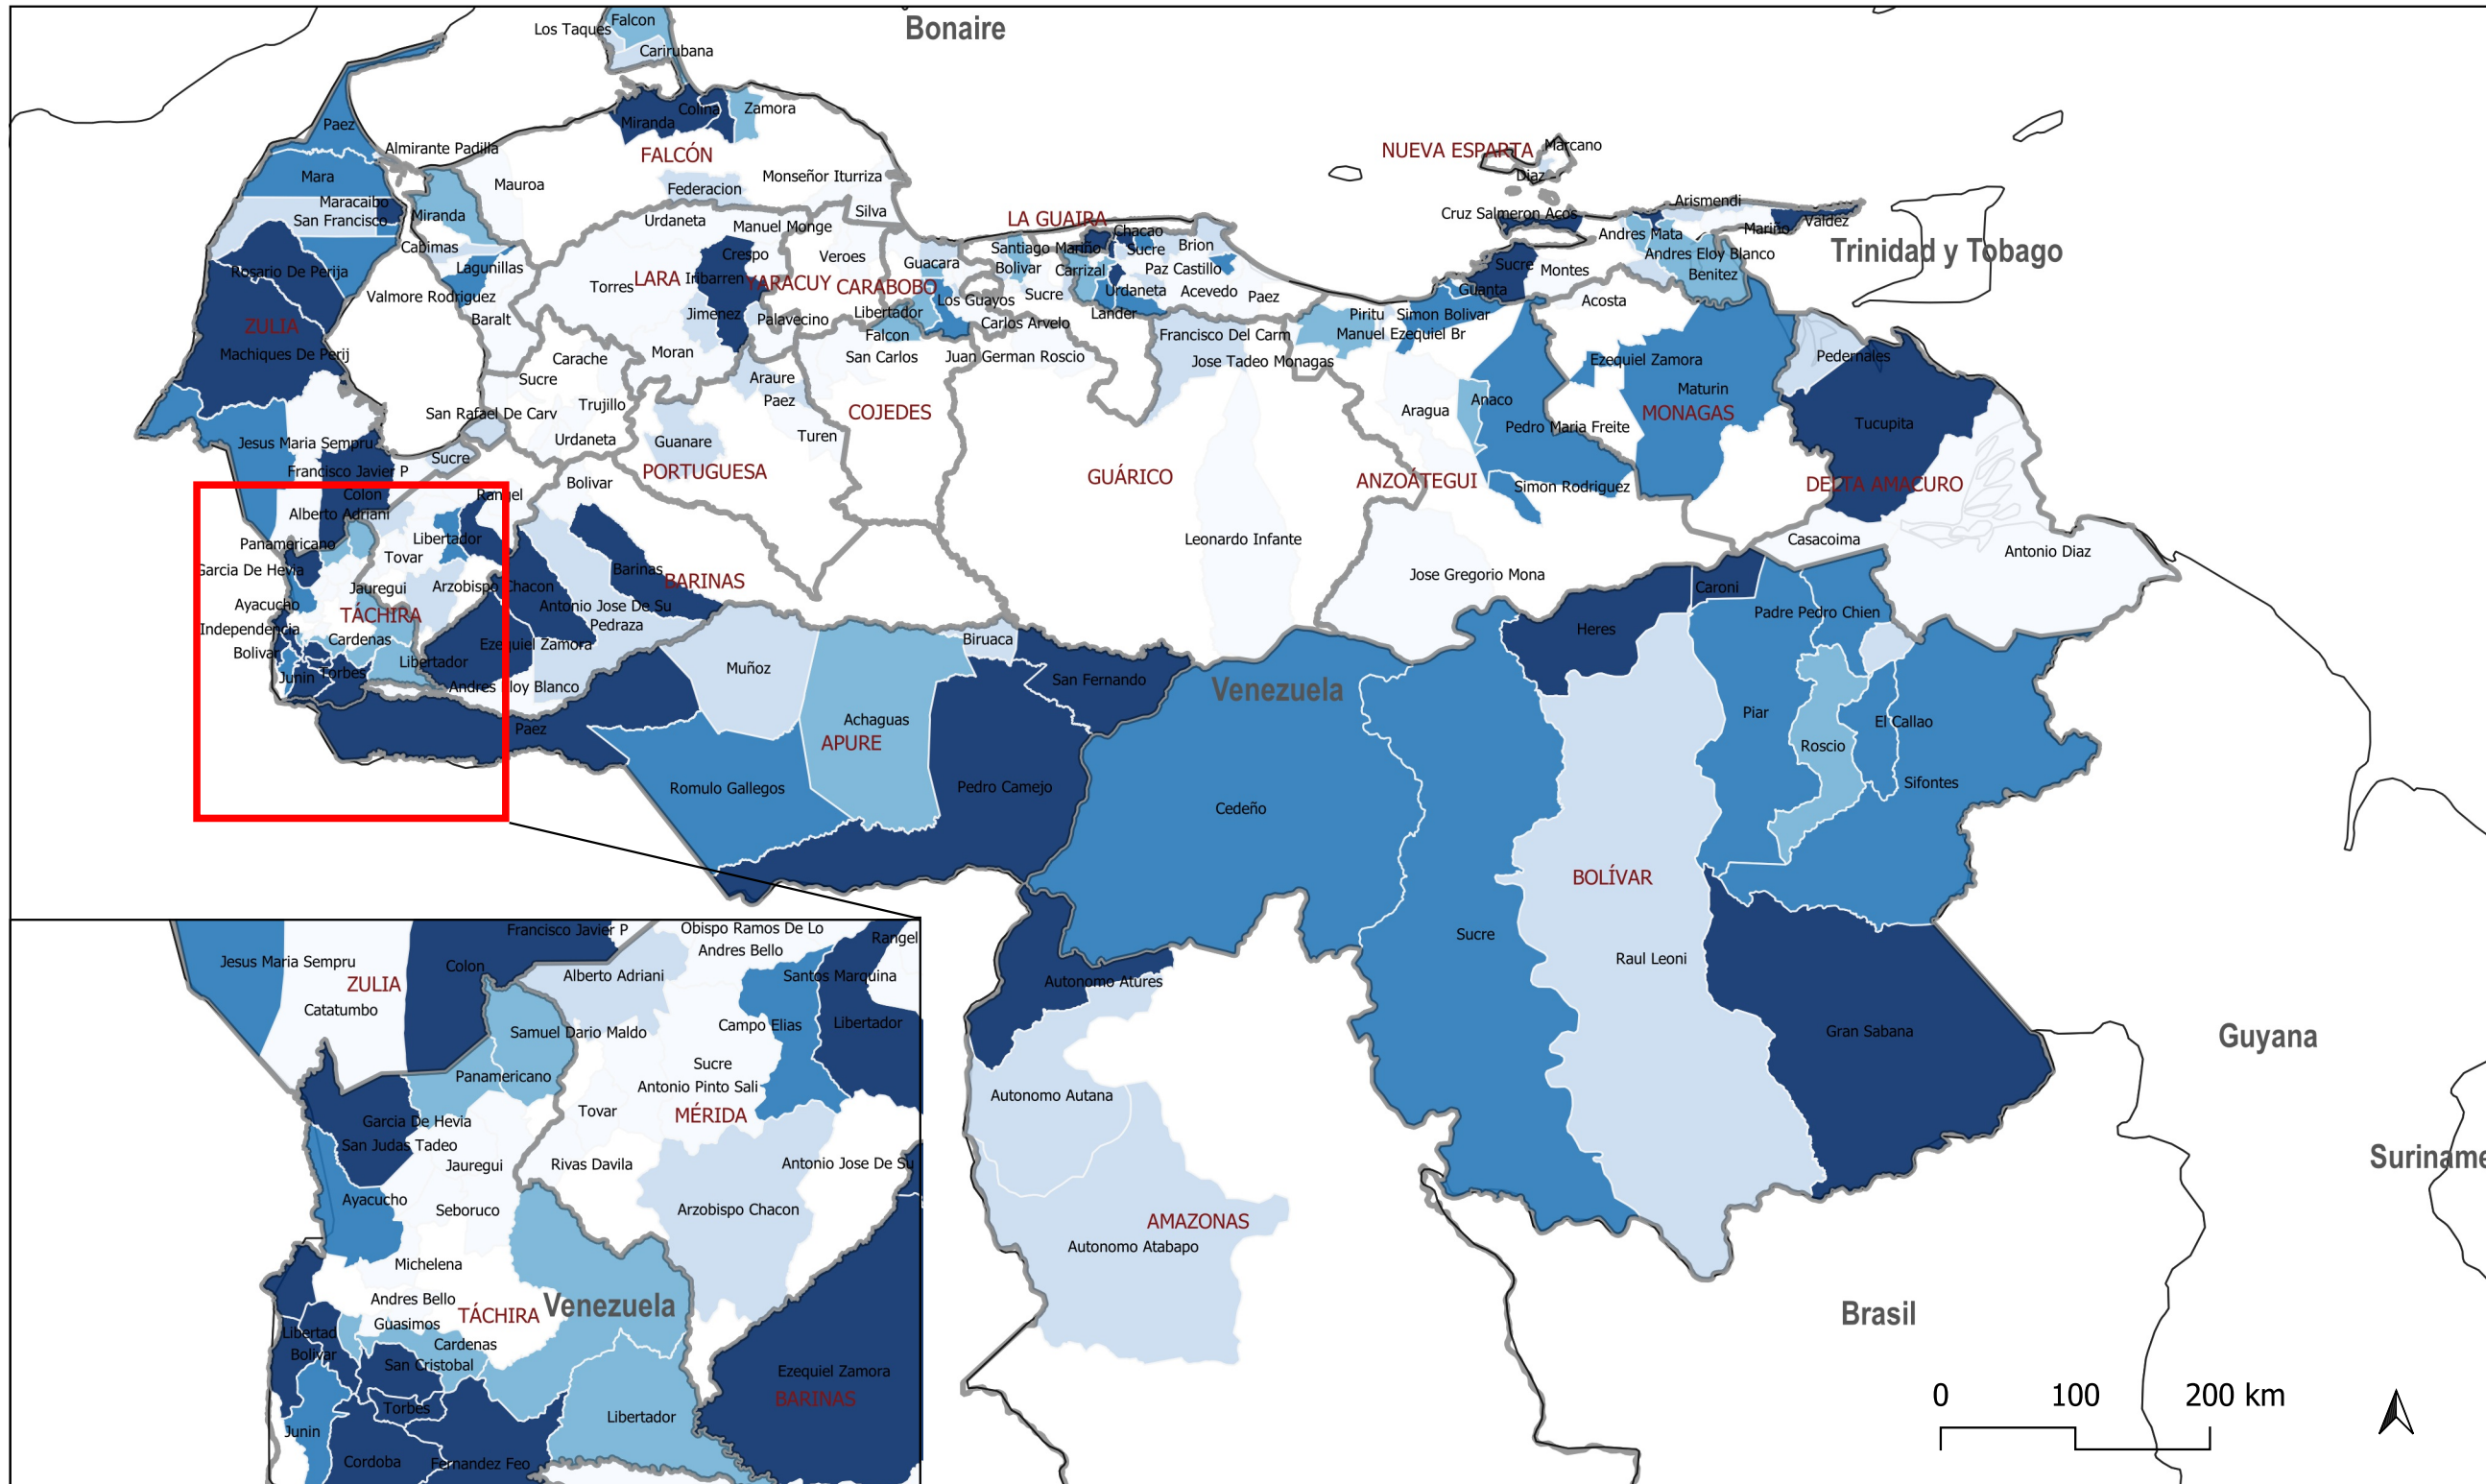 Bonaire
Falcon
Los Taques
Carirubana
Paez
Colina
Miranda
Zamora
Almirante Padilla
FALCÓN
Mara
Mauroa
Federacion
Monseñor Iturriza
Maracaibo
San Francisco
Miranda
Urdaneta
Silva
Manuel Monge
Cabimas
Crespo
Veroes
Rosario De Perija
Lagunillas
LARA
Iribarren
YARACUY
CARABOBO
Guacara
Torres
Valmore Rodriguez
Baralt
Jimenez
Palavecino
Libertador
Falcon
Los Guayos
Carlos Arvelo
ZULIA
Machiques De Perij
Carache
Moran
San Carlos
Juan German Roscio
Sucre
Araure
Paez
Trujillo
San Rafael De Carv
COJEDES
Urdaneta
Guanare
Turen
Jesus Maria Sempru
Sucre
PORTUGUESA
Francisco Javier P
Colon
Rangel
Bolivar
LA GUAIRA
Santiago Mariño
Chacao
Sucre
Brion
Bolivar
Carrizal
Paz Castillo
Sucre
Urdaneta
Acevedo
Paez
Lander
Francisco Del Carm
Jose Tadeo Monagas
GUÁRICO
Leonardo Infante
NUEVA ESPARTA
Marcano
Diaz
Cruz Salmeron Acos
Arismendi
Mariño
Valdez
Andres Mata
Andres Eloy Blanco
Benitez
Trinidad y Tobago
Sucre
Montes
Guanta
Acosta
Piritu
Simon Bolivar
Manuel Ezequiel Br
Ezequiel Zamora
Maturin
MONAGAS
Pedernales
Tucupita
Anaco
Aragua
Pedro Maria Freite
ANZOÁTEGUI
Simon Rodriguez
DELTA AMACURO
Casacoima
Antonio Diaz
Jose Gregorio Mona
Alberto Adriani
Panamericano
Libertador
Tovar
Garcia De Hevia
Jauregui
Arzobispo Chacon
Ayacucho
TÁCHIRA
Independencia
Cardenas
Bolivar
Libertador
Junin
Torbes
Andres Eloy Blanco
Barinas
BARINAS
Antonio Jose De Su
Pedraza
Ezequiel Zamora
Paez
Muñoz
Biruaca
San Fernando
Achaguas
APURE
Romulo Gallegos
Pedro Camejo
Venezuela
Cedeño
Heres
Caroni
Padre Pedro Chien
Piar
El Callao
Roscio
Sifontes
BOLÍVAR
Sucre
Raul Leoni
Gran Sabana
Autonomo Atures
Autonomo Autana
AMAZONAS
Autonomo Atabapo
Guyana
Suriname
Brasil
Francisco Javier P
Obispo Ramos De Lo
Andres Bello
Rangel
Jesus Maria Sempru
Colon
Alberto Adriani
Santos Marquina
ZULIA
Catatumbo
Samuel Dario Maldo
Campo Elias
Libertador
Sucre
Panamericano
Antonio Pinto Sali
Tovar
MÉRIDA
Garcia De Hevia
San Judas Tadeo
Jauregui
Rivas Davila
Antonio Jose De Su
Ayacucho
Seboruco
Arzobispo Chacon
Michelena
Andres Bello
TÁCHIRA
Venezuela
Guasimos
Libertad
Cardenas
Bolivar
San Cristobal
Ezequiel Zamora
BARINAS
Torbes
Libertador
Junin
Cordoba
Fernandez Feo
0 100 200 km